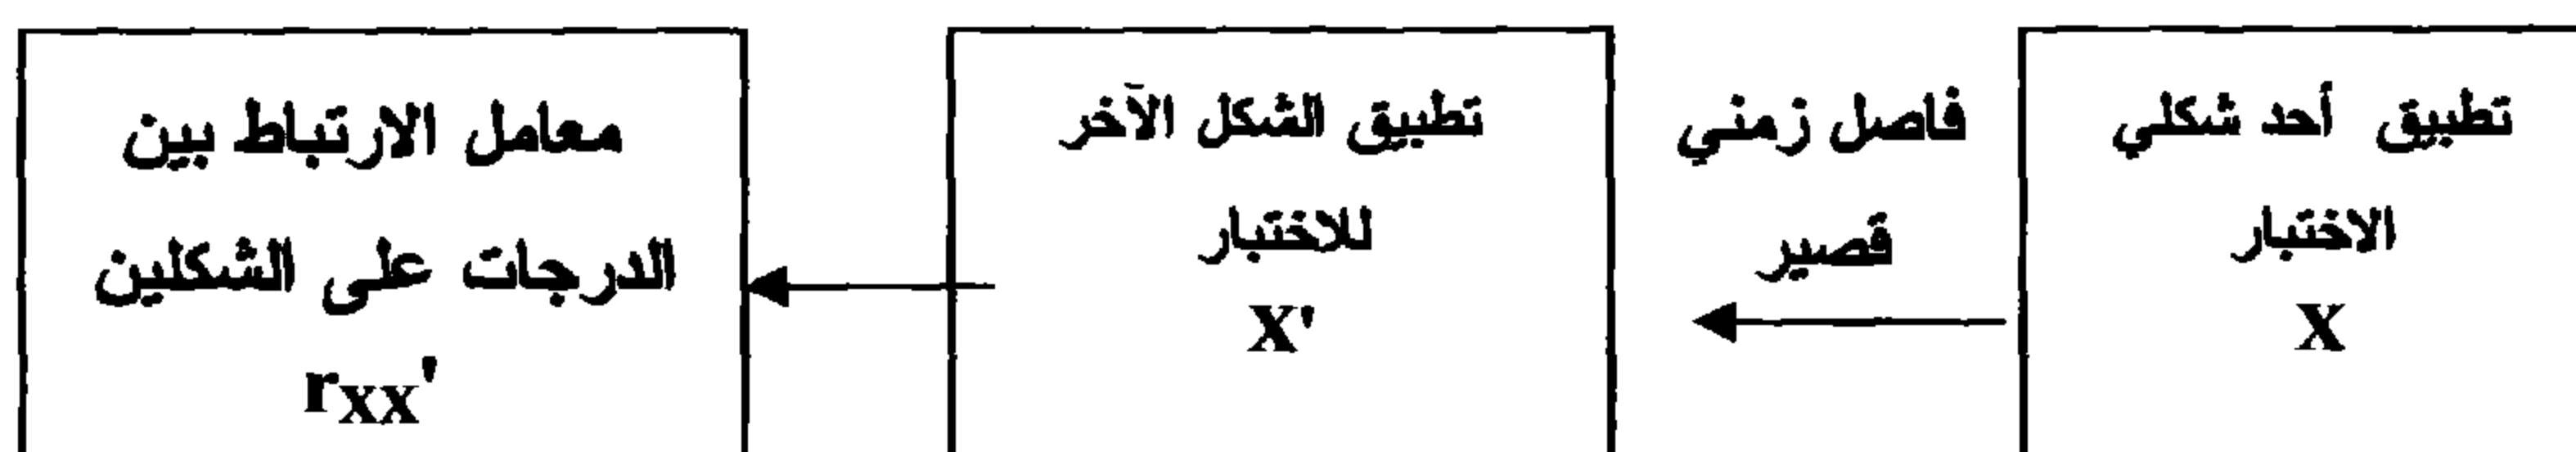 تطبيق أحد شكلي
الاختبار
X
فاصل زمني
قصير
تطبيق الشكل الآخر
للاختبار
X'
معامل الارتباط بين
الدرجات على الشكلين
rXX'